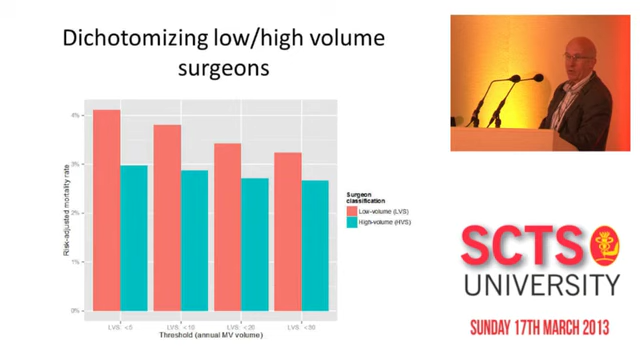 Dichotomizing low/high volume
surgeons
4%
3%
2%
1%
0%
Risk-adjusted mortality rate
LVS: <5
LVS: <10
LVS: <20
LVS: <30
Threshold (annual MV volume)
Surgeon
classification
Low-volume (LVS)
High-volume (HVS)
SCTS
UNIVERSITY
SUNDAY 17TH MARCH 2013